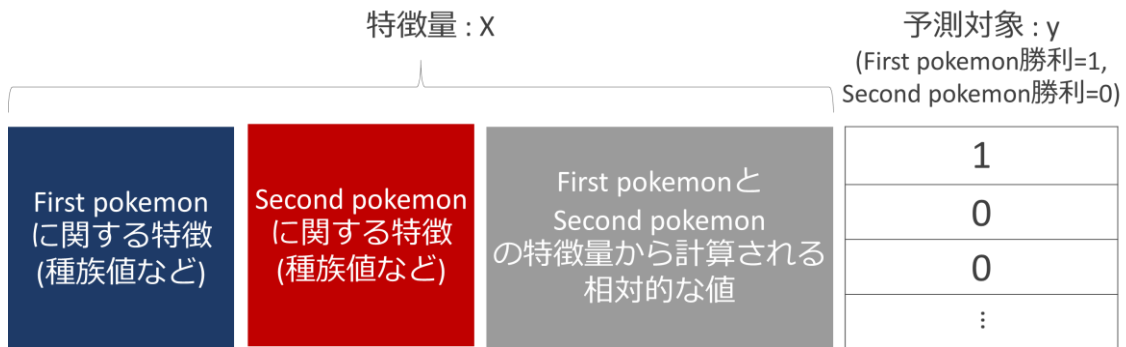 特徴量 : X
予測対象 : y
(First pokemon勝利=1,
Second pokemon勝利=0)
First pokemon
に関する特徴
(種族値など)
Second pokemon
に関する特徴
(種族値など)
First pokemonと
Second pokemon
の特徴量から計算される
相対的な値
1
0
0
⋮